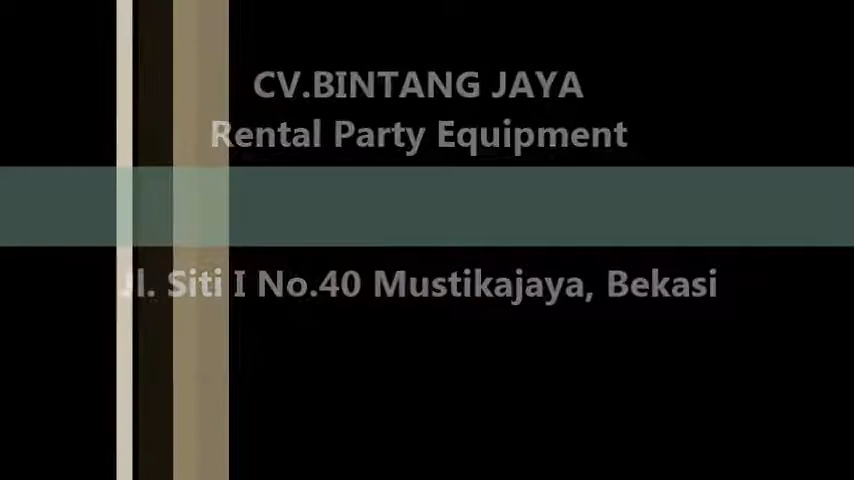 CV.BINTANG JAYA
Rental Party Equipment
Jl. Siti I No.40 Mustikajaya, Bekasi